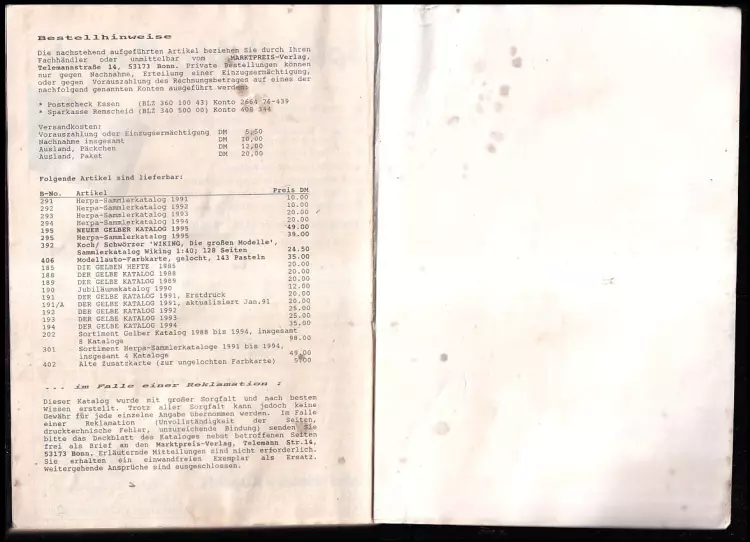 Bestellhinweise
Die nachstehend aufgeführten Artikel beziehen Sie durch Ihren
Fachhändler oder unmittelbar vom MARKTPREIS-Verlag,
Telemannstraße 14, 53173 Bonn. Private Bestellungen können
nur gegen Nachnahme, Erteilung einer Einzugsermächtigung,
oder gegen Vorauszahlung des Rechnungsbetrages auf eines der
nachfolgend genannten Konten ausgeführt werden:
* Postscheck Essen (BLZ 360 100 43) Konto 2664 76-439
* Sparkasse Remscheid (BLZ 340 500 00) Konto 408 344
Versandkosten:
Vorauszahlung oder Einzugsermächtigung DM 5,50
Nachnahme insgesamt DM 10,00
Ausland, Päckchen DM 12,00
Ausland, Paket DM 20,00
Folgende Artikel sind lieferbar:
B-No. Artikel Preis DM
291 Herpa-Sammlerkatalog 1991 10.00
292 Herpa-Sammlerkatalog 1992 10.00
293 Herpa-Sammlerkatalog 1993 20.00
294 Herpa-Sammlerkatalog 1994 20.00
195 NEUER GELBER KATALOG 1995 49.00
295 Herpa-Sammlerkatalog 1995 39.00
392 Koch/ Schwörzer 'WIKING, Die großen Modelle',
Sammlerkatalog Wiking 1:40; 128 Seiten 24.50
406 Modellauto-Farbkarte, gelocht, 143 Pasteln 35.00
185 DIE GELBEN HEFTE 1985 20.00
188 DER GELBE KATALOG 1988 20.00
189 DER GELBE KATALOG 1989 20.00
190 Jubiläumskatalog 1990 12.00
191 DER GELBE KATALOG 1991, Erstdruck 20.00
191/A DER GELBE KATALOG 1991, aktualisiert Jan.91 20.00
192 DER GELBE KATALOG 1992 25.00
193 DER GELBE KATALOG 1993 25.00
194 DER GELBE KATALOG 1994 35.00
202 Sortiment Gelber Katalog 1988 bis 1994, insgesamt
8 Kataloge 98.00
301 Sortiment Herpa-Sammlerkataloge 1991 bis 1994,
insgesamt 4 Kataloge 49.00
402 Alte Zusatzkarte (zur ungelochten Farbkarte)
... im Falle einer Reklamation :
Dieser Katalog wurde mit großer Sorgfalt und nach bestem
Wissen erstellt. Trotz aller Sorgfalt kann jedoch keine
Gewähr für jede einzelne Angabe übernommen werden. Im Falle
einer Reklamation (Unvollständigkeit der Seiten,
drucktechnische Fehler, unzureichende Bindung) senden Sie
bitte das Deckblatt des Kataloges nebst betroffenen Seiten
frei als Brief an den Marktpreis-Verlag, Telemann Str.14,
53173 Bonn. Erläuternde Mitteilungen sind nicht erforderlich.
Sie erhalten ein einwandfreies Exemplar als Ersatz.
Weitergehende Ansprüche sind ausgeschlossen.